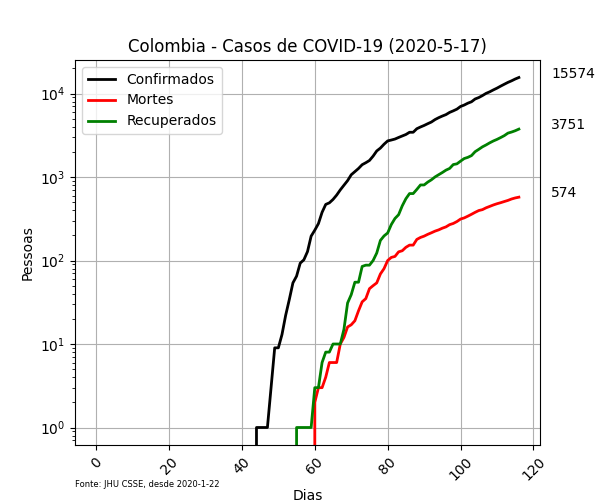 Colombia - Casos de COVID-19 (2020-5-17)
Confirmados
Mortes
Recuperados
15574
3751
574
10⁴
10³
10²
10¹
10⁰
Pessoas
0 20 40 60 80 100 120
Fonte: JHU CSSE, desde 2020-1-22
Dias